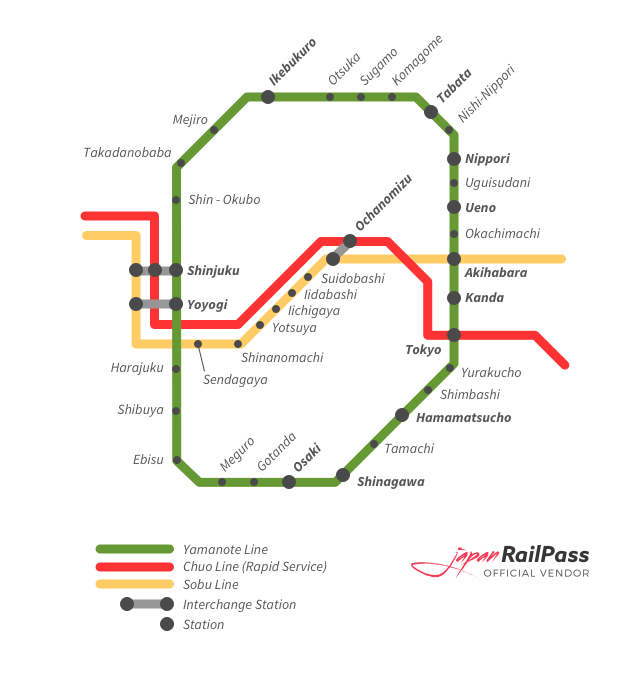 Ikebukuro
Otsuka
Sugamo
Komagome
Tabata
Nishi-Nippori
Mejiro
Takadanobaba
Nippori
Uguisudani
Shin - Okubo
Ueno
Ochanomizu
Okachimachi
Shinjuku
Akihabara
Suidobashi
Iidabashi
Yoyogi
Kanda
Iichigaya
Yotsuya
Tokyo
Shinanomachi
Harajuku
Sendagaya
Yurakucho
Shimbashi
Shibuya
Hamamatsucho
Ebisu
Meguro
Gotanda
Osaki
Tamachi
Shinagawa
Yamanote Line
Chuo Line (Rapid Service)
Sobu Line
Interchange Station
Station
japan RailPass
OFFICIAL VENDOR